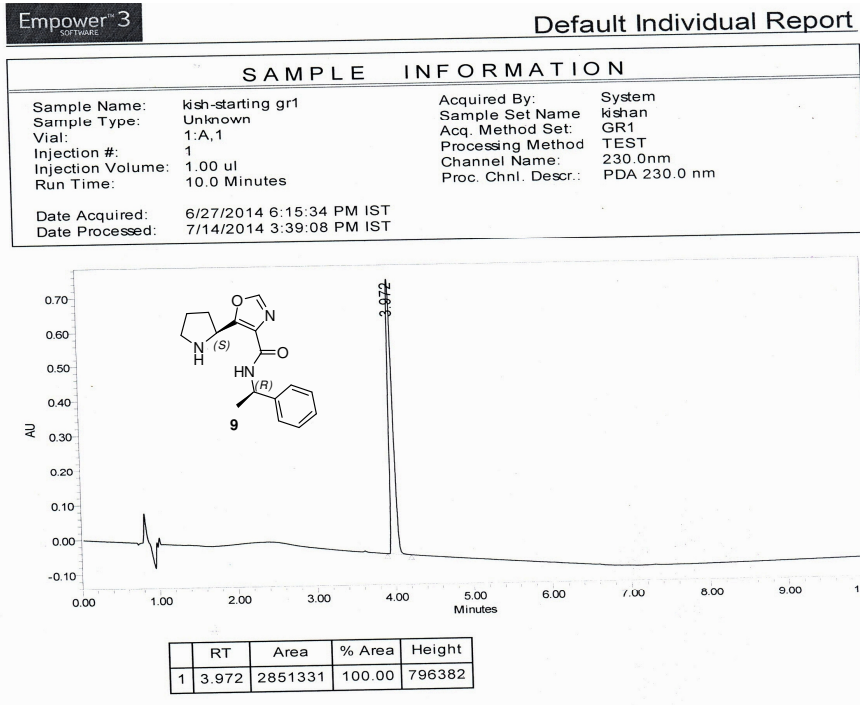 Empower™ 3
SOFTWARE
Default Individual Report
SAMPLE INFORMATION
Sample Name: kish-starting gr1
Sample Type: Unknown
Vial: 1:A,1
Injection #: 1
Injection Volume: 1.00 ul
Run Time: 10.0 Minutes
Date Acquired: 6/27/2014 6:15:34 PM IST
Date Processed: 7/14/2014 3:39:08 PM IST
Acquired By: System
Sample Set Name kishan
Acq. Method Set: GR1
Processing Method TEST
Channel Name: 230.0nm
Proc. Chnl. Descr.: PDA 230.0 nm
AU
0.70
0.60
0.50
0.40
0.30
0.20
0.10
0.00
-0.10
3.972
O
N
N
H
(S)
O
HN
(R)
9
0.00 1.00 2.00 3.00 4.00 5.00 6.00 7.00 8.00 9.00 1
Minutes
RT Area % Area Height
1 3.972 2851331 100.00 796382